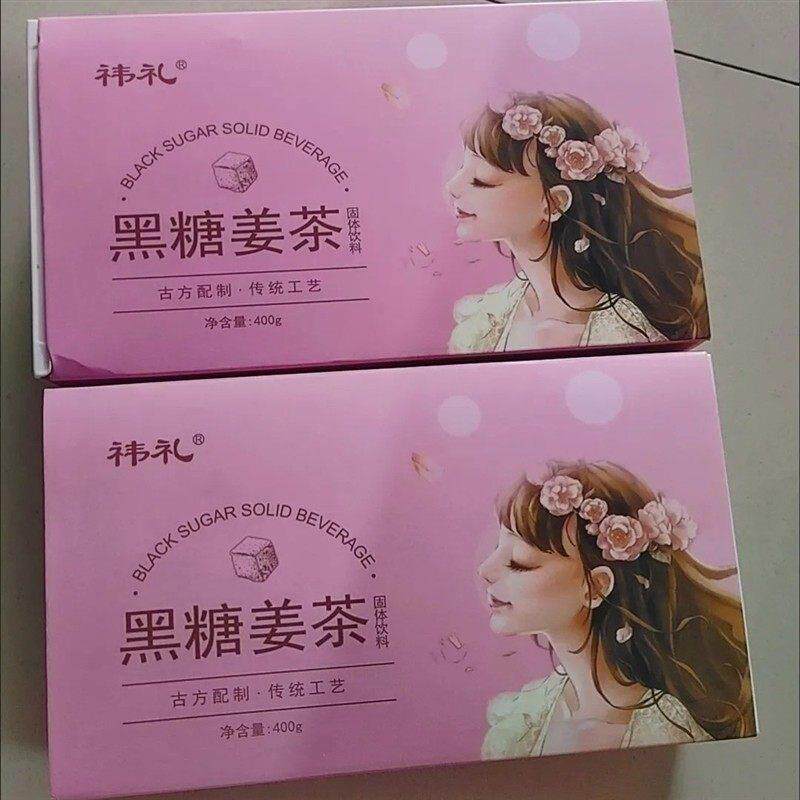 祎礼®
·BLACK SUGAR SOLID BEVERAGE·
黑糖姜茶
固体饮料
古方配制·传统工艺
净含量:400g
祎礼®
·BLACK SUGAR SOLID BEVERAGE·
黑糖姜茶
固体饮料
古方配制·传统工艺
净含量:400g